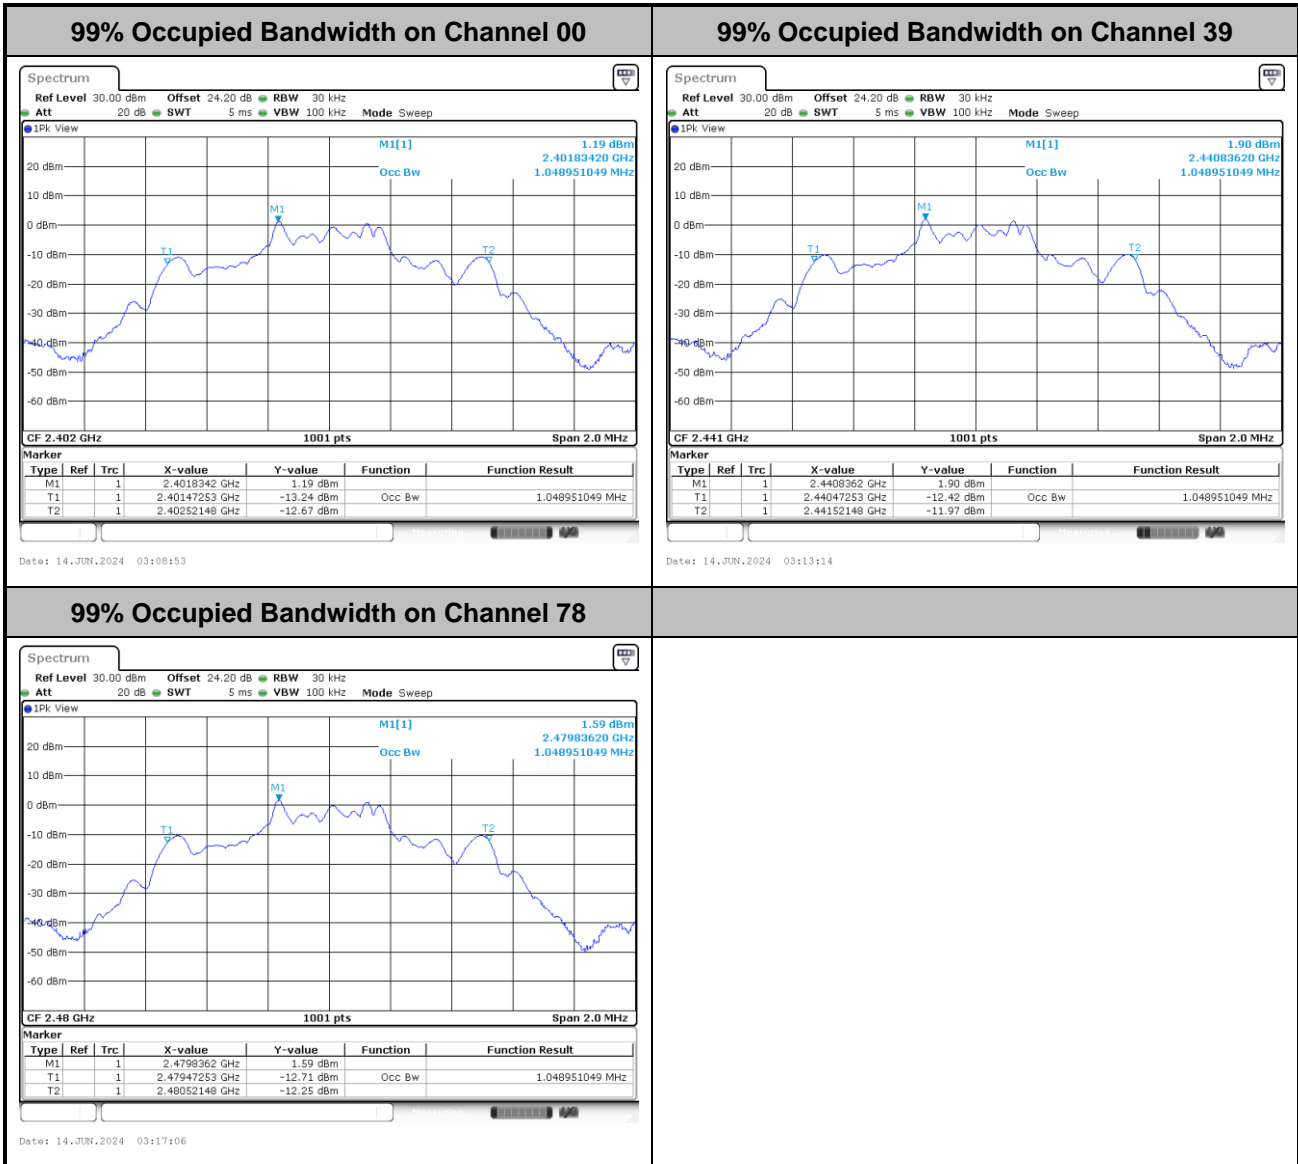 99% Occupied Bandwidth on Channel 00
Spectrum
Ref Level 30.00 dBm Offset 24.20 dB RBW 30 kHz
Att 20 dB SWT 5 ms VBW 100 kHz Mode Sweep
1Pk View
M1[1] 1.19 dBm
2.40183420 GHz
Occ Bw 1.048951049 MHz
20 dBm
10 dBm
M1
0 dBm
T1
T2
-10 dBm
-20 dBm
-30 dBm
-40 dBm
-50 dBm
-60 dBm
CF 2.402 GHz 1001 pts Span 2.0 MHz
Marker
Type Ref Trc X-value Y-value Function Function Result
M1 1 2.4018342 GHz 1.19 dBm
T1 1 2.40147253 GHz -13.24 dBm Occ Bw 1.048951049 MHz
T2 1 2.40252148 GHz -12.67 dBm
Date: 14.JUN.2024 03:08:53
99% Occupied Bandwidth on Channel 39
Spectrum
Ref Level 30.00 dBm Offset 24.20 dB RBW 30 kHz
Att 20 dB SWT 5 ms VBW 100 kHz Mode Sweep
1Pk View
M1[1] 1.90 dBm
2.44083620 GHz
Occ Bw 1.048951049 MHz
20 dBm
10 dBm
M1
0 dBm
T1
T2
-10 dBm
-20 dBm
-30 dBm
-40 dBm
-50 dBm
-60 dBm
CF 2.441 GHz 1001 pts Span 2.0 MHz
Marker
Type Ref Trc X-value Y-value Function Function Result
M1 1 2.4408362 GHz 1.90 dBm
T1 1 2.44047253 GHz -12.42 dBm Occ Bw 1.048951049 MHz
T2 1 2.44152148 GHz -11.97 dBm
Measuring...
Date: 14.JUN.2024 03:13:14
99% Occupied Bandwidth on Channel 78
Spectrum
Ref Level 30.00 dBm Offset 24.20 dB RBW 30 kHz
Att 20 dB SWT 5 ms VBW 100 kHz Mode Sweep
1Pk View
M1[1] 1.59 dBm
2.47983620 GHz
Occ Bw 1.048951049 MHz
20 dBm
10 dBm
M1
0 dBm
T1
T2
-10 dBm
-20 dBm
-30 dBm
-40 dBm
-50 dBm
-60 dBm
CF 2.48 GHz 1001 pts Span 2.0 MHz
Marker
Type Ref Trc X-value Y-value Function Function Result
M1 1 2.4798362 GHz 1.59 dBm
T1 1 2.47947253 GHz -12.71 dBm Occ Bw 1.048951049 MHz
T2 1 2.48052148 GHz -12.25 dBm
Measuring...
Date: 14.JUN.2024 03:17:06